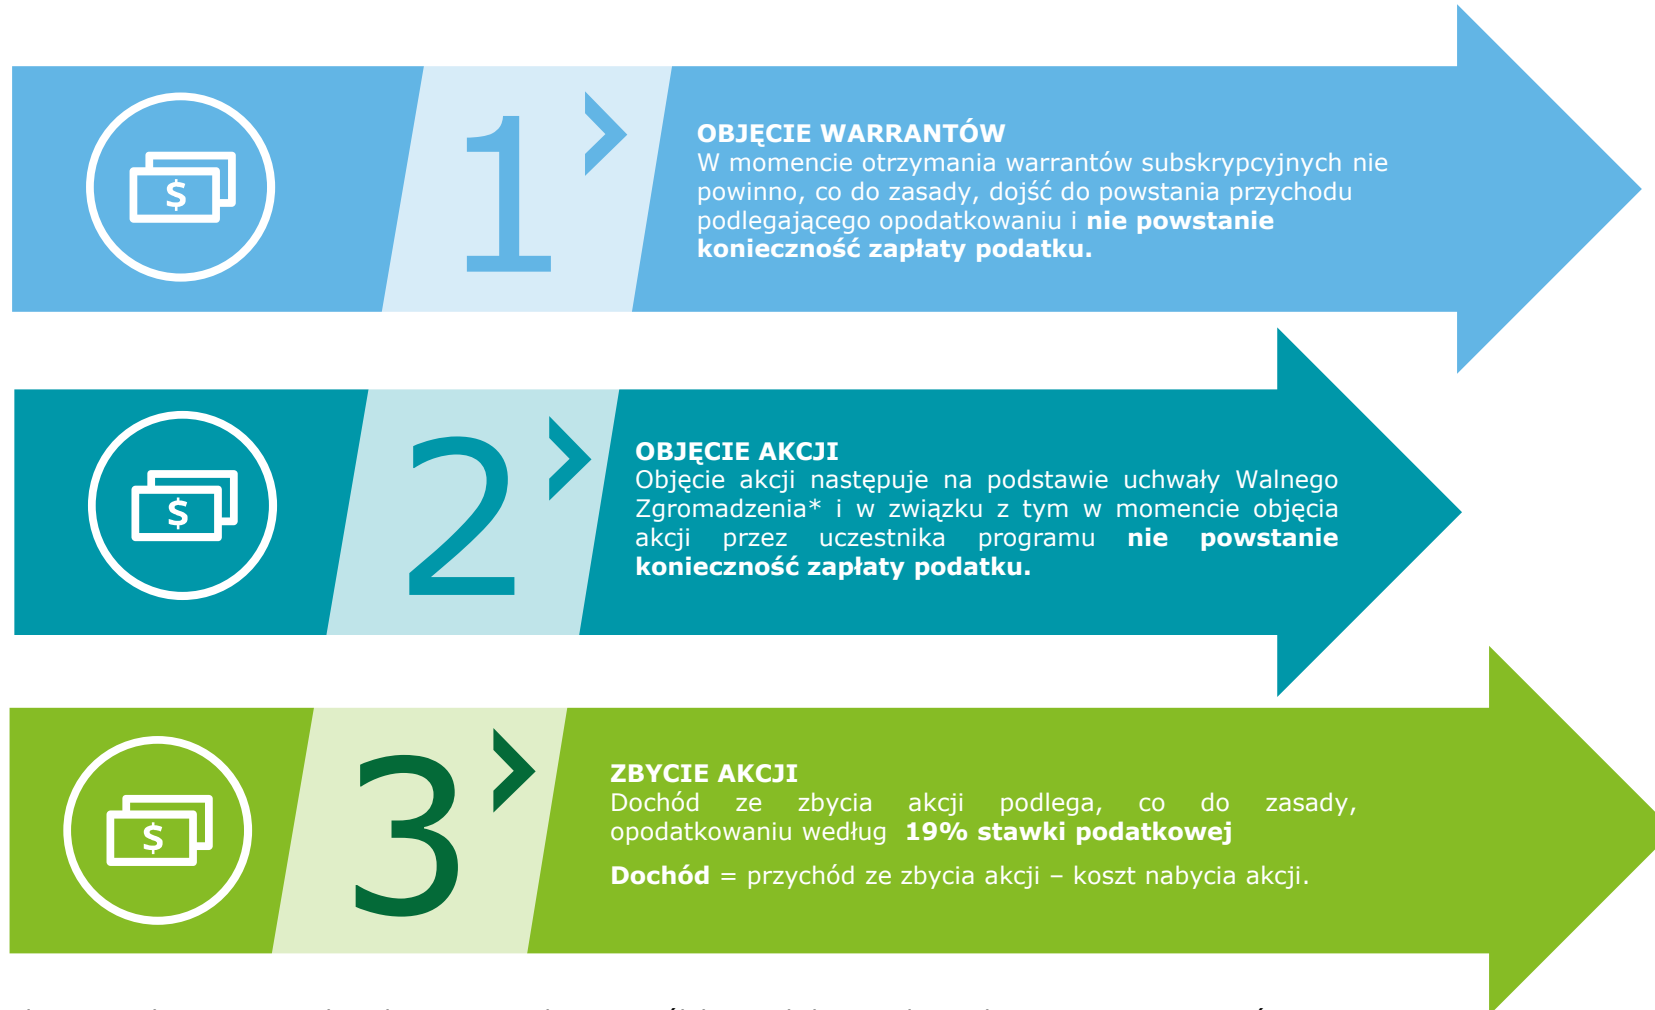 1
OBJĘCIE WARRANTÓW
W momencie otrzymania warrantów subskrypcyjnych nie
powinno, co do zasady, dojść do powstania przychodu
podlegającego opodatkowaniu i nie powstanie
konieczność zapłaty podatku.
2
OBJĘCIE AKCJI
Objęcie akcji następuje na podstawie uchwały Walnego
Zgromadzenia* i w związku z tym w momencie objęcia
akcji przez uczestnika programu nie powstanie
konieczność zapłaty podatku.
3
ZBYCIE AKCJI
Dochód ze zbycia akcji podlega, co do zasady,
opodatkowaniu według 19% stawki podatkowej
Dochód = przychód ze zbycia akcji – koszt nabycia akcji.
$
$
$